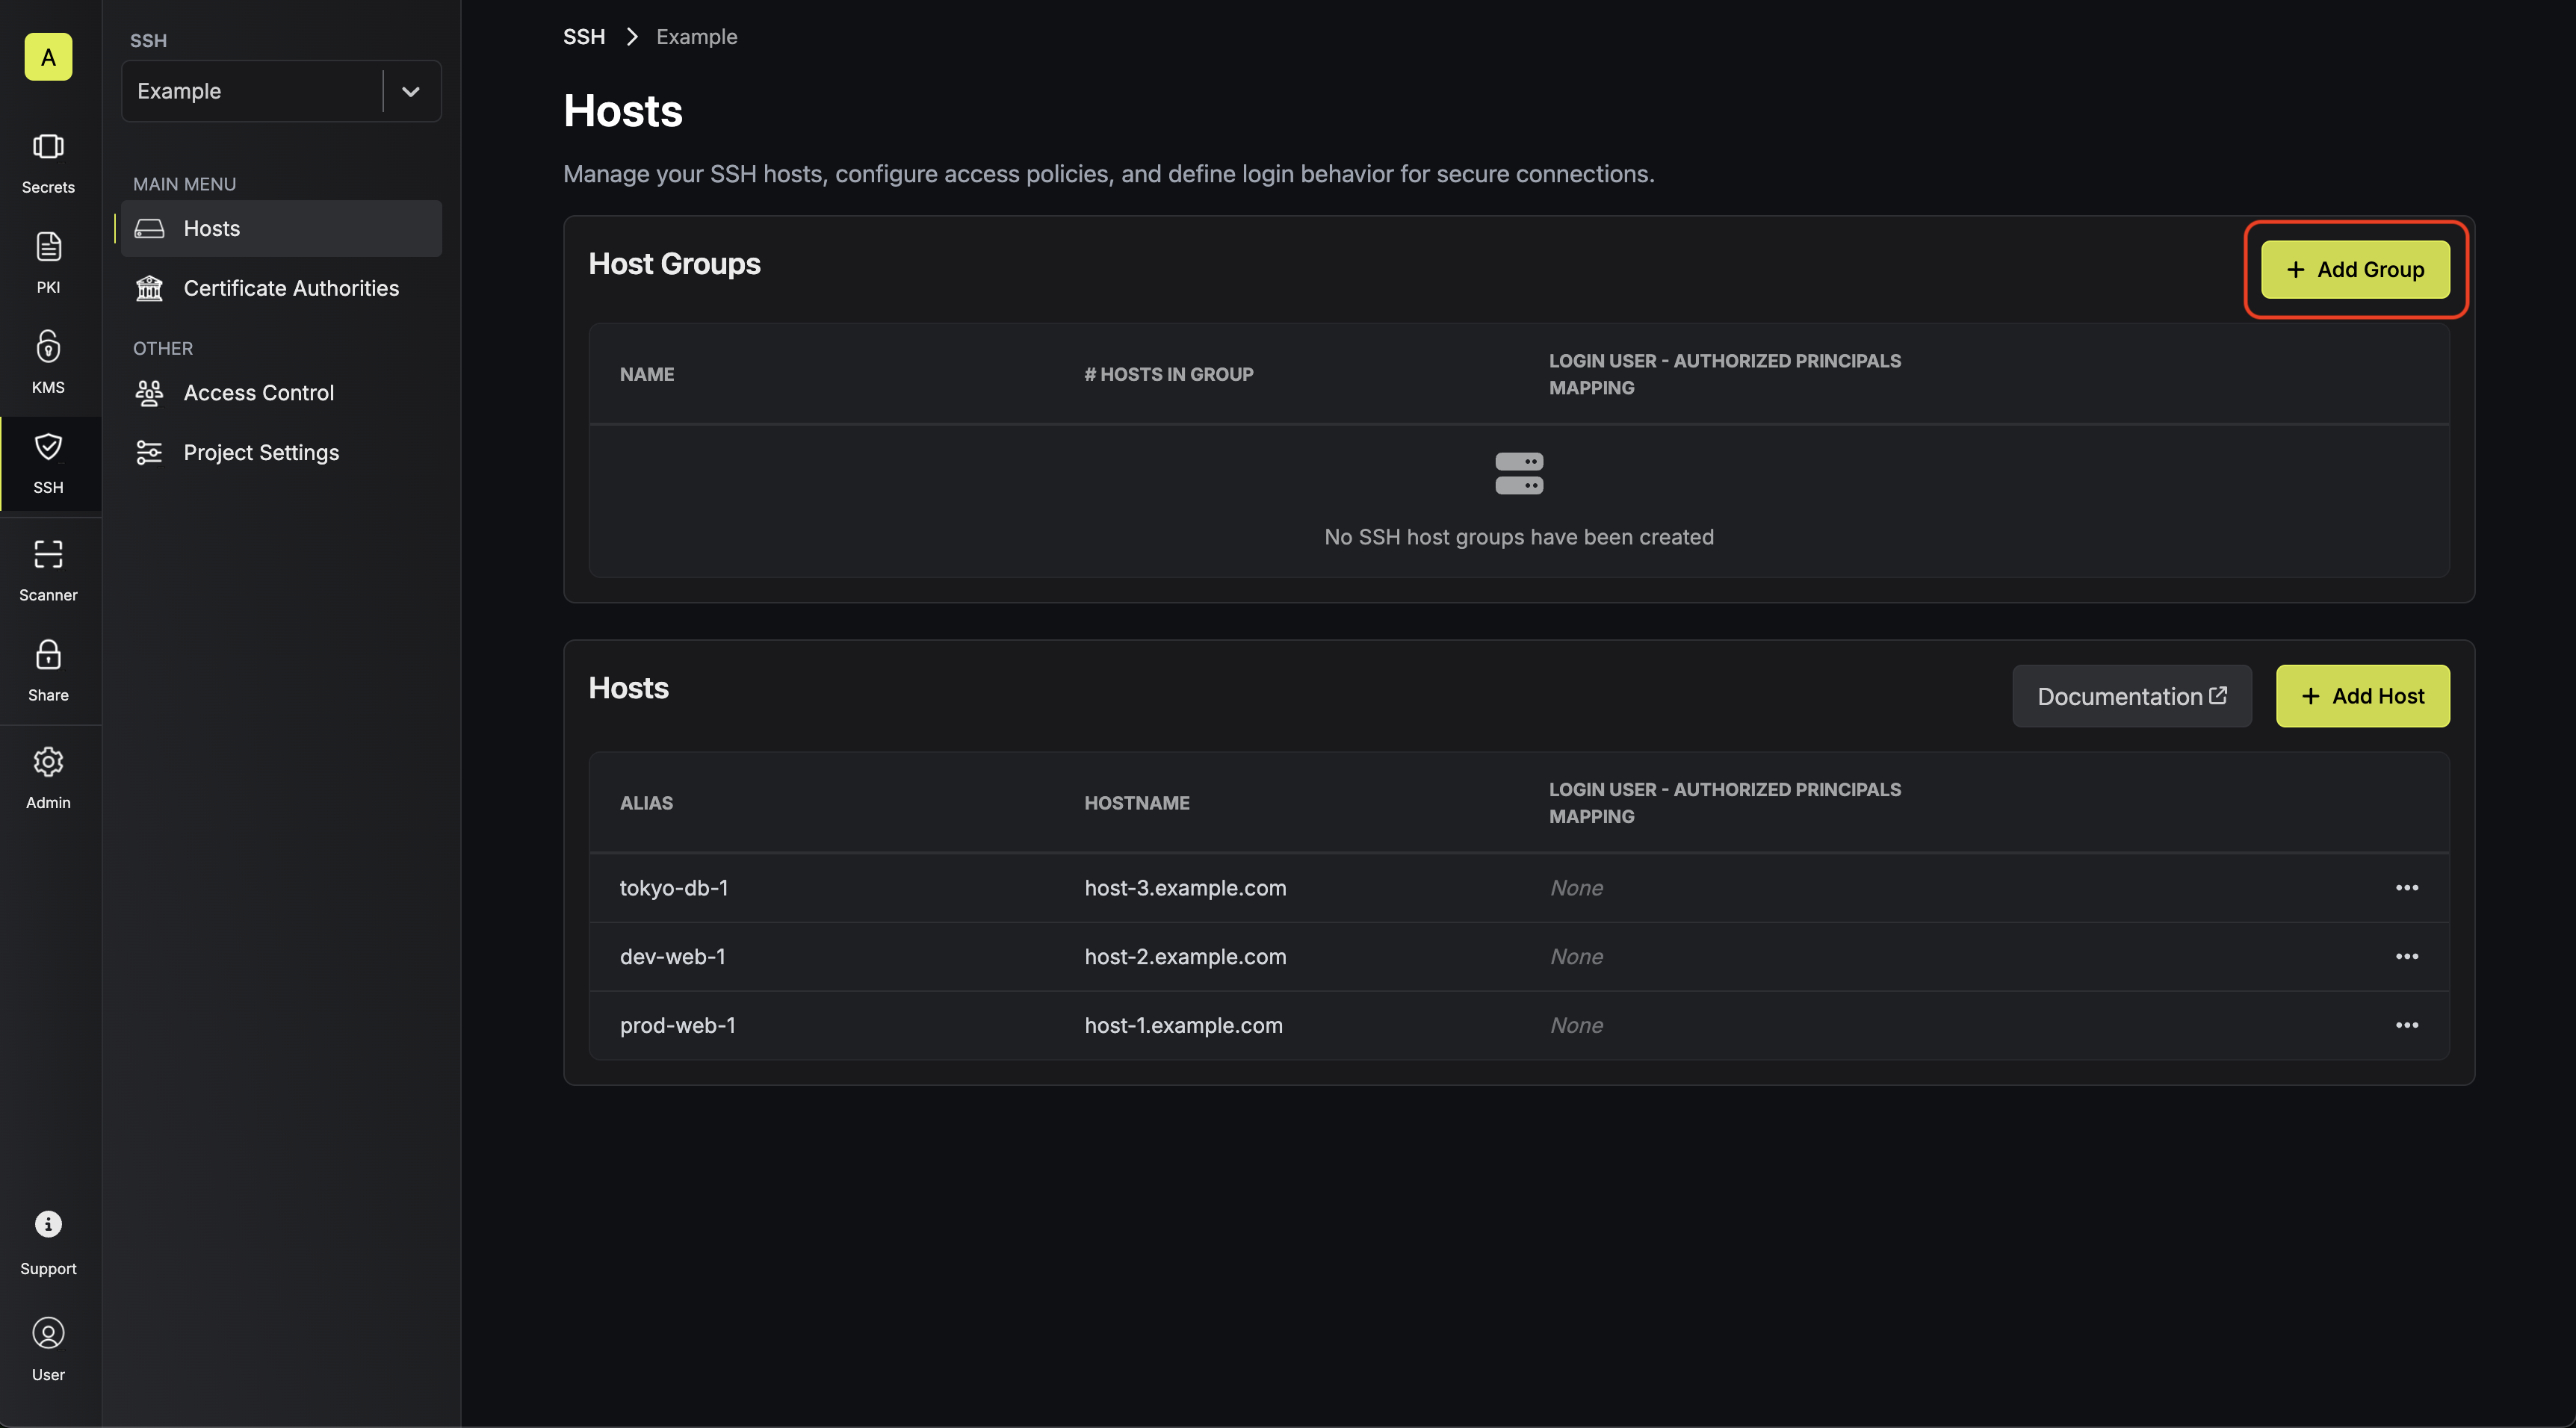 A
Secrets
PKI
KMS
SSH
Scanner
Share
Admin
Support
User
SSH
Example
MAIN MENU
Hosts
Certificate Authorities
OTHER
Access Control
Project Settings
SSH > Example
Hosts
Manage your SSH hosts, configure access policies, and define login behavior for secure connections.
Host Groups
+ Add Group
NAME
# HOSTS IN GROUP
LOGIN USER - AUTHORIZED PRINCIPALS
MAPPING
No SSH host groups have been created
Hosts
Documentation
+ Add Host
ALIAS
HOSTNAME
LOGIN USER - AUTHORIZED PRINCIPALS
MAPPING
tokyo-db-1 host-3.example.com None
dev-web-1 host-2.example.com None
prod-web-1 host-1.example.com None